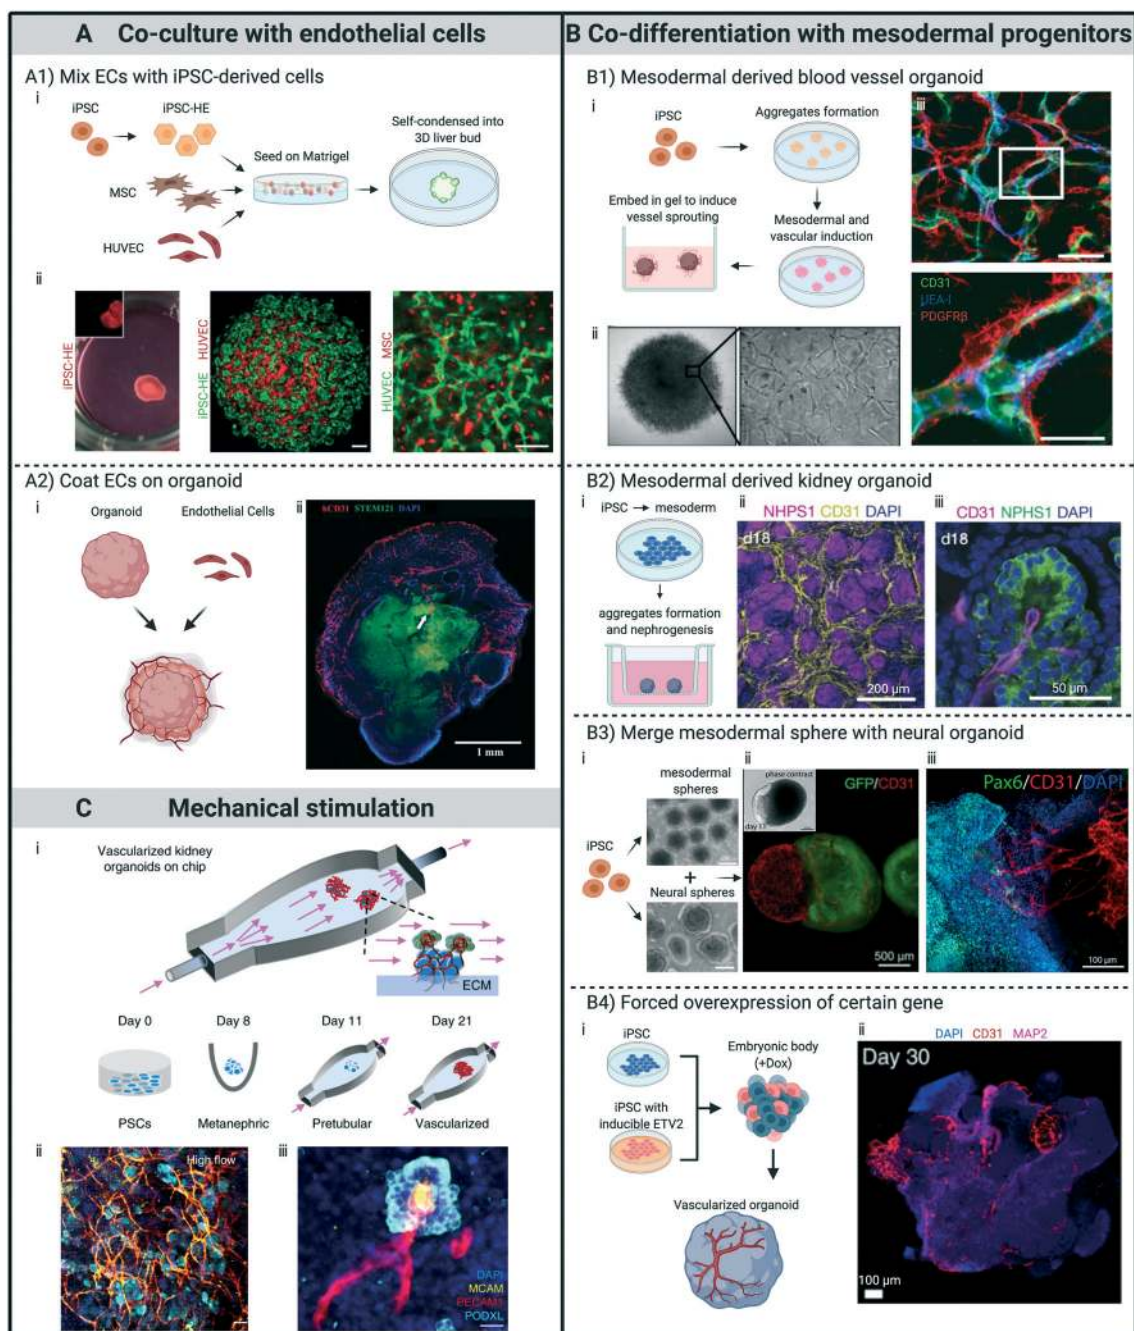 A Co-culture with endothelial cells
A1) Mix ECs with iPSC-derived cells
i
iPSC
iPSC-HE
MSC
HUVEC
Seed on Matrigel
Self-condensed into
3D liver bud
ii
iPSC-HE
iPSC-HE HUVEC
HUVEC MSC
A2) Coat ECs on organoid
i
Organoid
Endothelial Cells
ii
hCD31 STEM121 DAPI
1 mm
C Mechanical stimulation
i
Vascularized kidney
organoids on chip
ECM
Day 0
Day 8
Day 11
Day 21
PSCs
Metanephric
Pretubular
Vascularized
ii
High flow
iii
DAPI
MCAM
PECAM1
PODXL
B Co-differentiation with mesodermal progenitors
B1) Mesodermal derived blood vessel organoid
i
iPSC
Aggregates formation
Embed in gel to induce
vessel sprouting
Mesodermal and
vascular induction
ii
iii
CD31
UEA-I
PDGFRβ
B2) Mesodermal derived kidney organoid
i
iPSC → mesoderm
aggregates formation
and nephrogenesis
ii
NHPS1 CD31 DAPI
d18
200 µm
iii
CD31 NPHS1 DAPI
d18
50 µm
B3) Merge mesodermal sphere with neural organoid
i
iPSC
mesodermal
spheres
+
Neural spheres
ii
phase contrast
GFP/CD31
500 µm
iii
Pax6/CD31/DAPI
100 µm
B4) Forced overexpression of certain gene
i
iPSC
iPSC with
inducible ETV2
Embryonic body
(+Dox)
Vascularized organoid
ii
DAPI CD31 MAP2
Day 30
100 µm